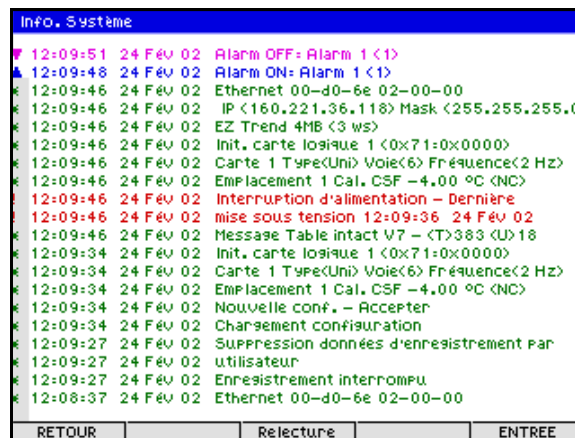 Info. Système
▼ 12:09:51 24 Fév 02 Alarm OFF: Alarm 1 (1)
▲ 12:09:48 24 Fév 02 Alarm ON: Alarm 1 (1)
* 12:09:46 24 Fév 02 Ethernet 00-d0-6e 02-00-00
* 12:09:46 24 Fév 02 IP (160.221.36.118) Mask (255.255.255.0
* 12:09:46 24 Fév 02 EZ Trend 4MB (3 ws)
* 12:09:46 24 Fév 02 Init. carte logique 1 (0x71:0x0000)
* 12:09:46 24 Fév 02 Carte 1 Type(Uni) Voie(6) Fréquence(2 Hz)
* 12:09:46 24 Fév 02 Emplacement 1 Cal. CSF -4.00 ºC (NC)
! 12:09:46 24 Fév 02 Interruption d'alimentation - Dernière
! 12:09:46 24 Fév 02 mise sous tension 12:09:36 24 Fév 02
* 12:09:46 24 Fév 02 Message Table intact V7 - (T)383 (U)18
* 12:09:34 24 Fév 02 Init. carte logique 1 (0x71:0x0000)
* 12:09:34 24 Fév 02 Carte 1 Type(Uni) Voie(6) Fréquence(2 Hz)
* 12:09:34 24 Fév 02 Emplacement 1 Cal. CSF -4.00 ºC (NC)
* 12:09:34 24 Fév 02 Nouvelle conf. - Accepter
* 12:09:34 24 Fév 02 Chargement configuration
* 12:09:27 24 Fév 02 Suppression données d'enregistrement par
* 12:09:27 24 Fév 02 utilisateur
* 12:09:27 24 Fév 02 Enregistrement interrompu
* 12:08:37 24 Fév 02 Ethernet 00-d0-6e 02-00-00
RETOUR Relecture ENTREE